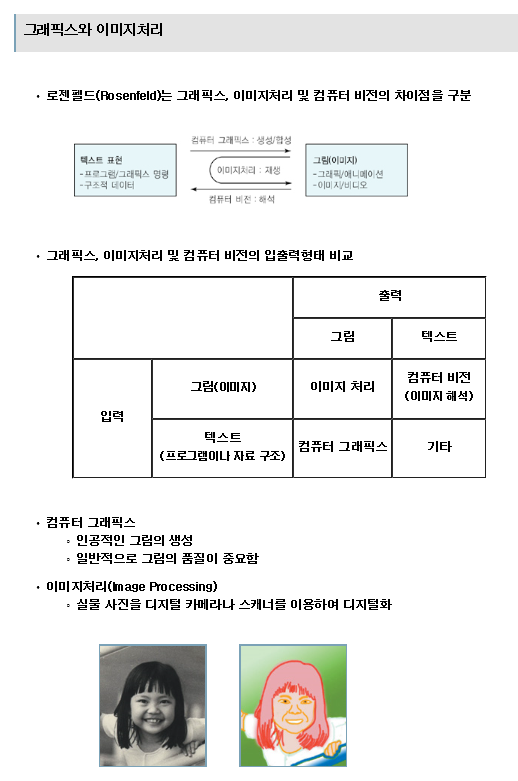 그래픽스와 이미지처리
• 로젠펠드(Rosenfeld)는 그래픽스, 이미지처리 및 컴퓨터 비전의 차이점을 구분
컴퓨터 그래픽스 : 생성/합성
텍스트 표현
-프로그램/그래픽스 명령
-구조적 데이터
이미지처리 : 재생
그림(이미지)
-그래픽/애니메이션
-이미지/비디오
컴퓨터 비전 : 해석
• 그래픽스, 이미지처리 및 컴퓨터 비전의 입출력형태 비교
출력
그림 텍스트
입력
그림(이미지) 이미지 처리 컴퓨터 비전
(이미지 해석)
텍스트
(프로그램이나 자료 구조) 컴퓨터 그래픽스 기타
• 컴퓨터 그래픽스
◦ 인공적인 그림의 생성
◦ 일반적으로 그림의 품질이 중요함
• 이미지처리(Image Processing)
◦ 실물 사진을 디지털 카메라나 스캐너를 이용하여 디지털화